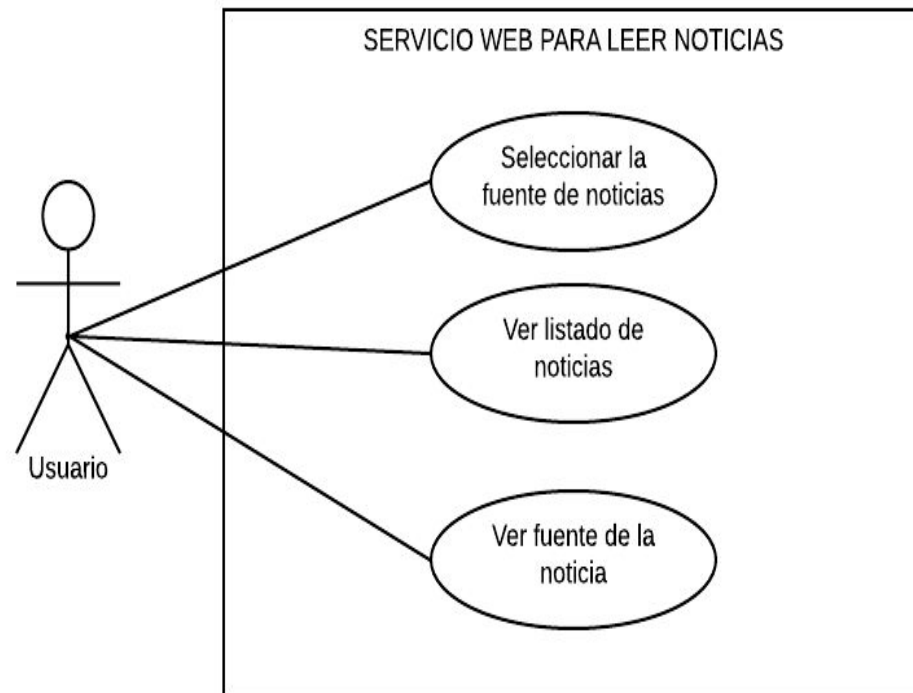 SERVICIO WEB PARA LEER NOTICIAS
Seleccionar la
fuente de noticias
Ver listado de
noticias
Usuario
Ver fuente de la
noticia